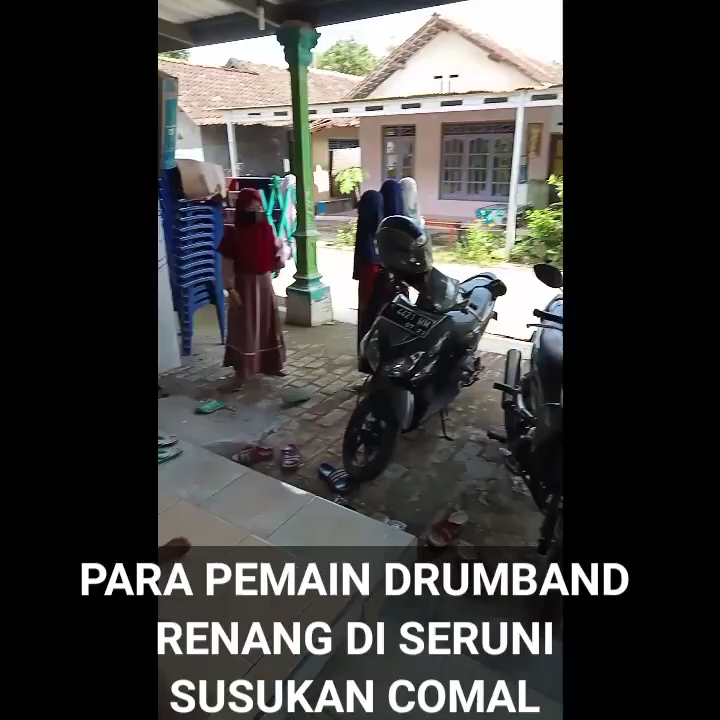 PARA PEMAIN DRUMBAND
RENANG DI SERUNI
SUSUKAN COMAL